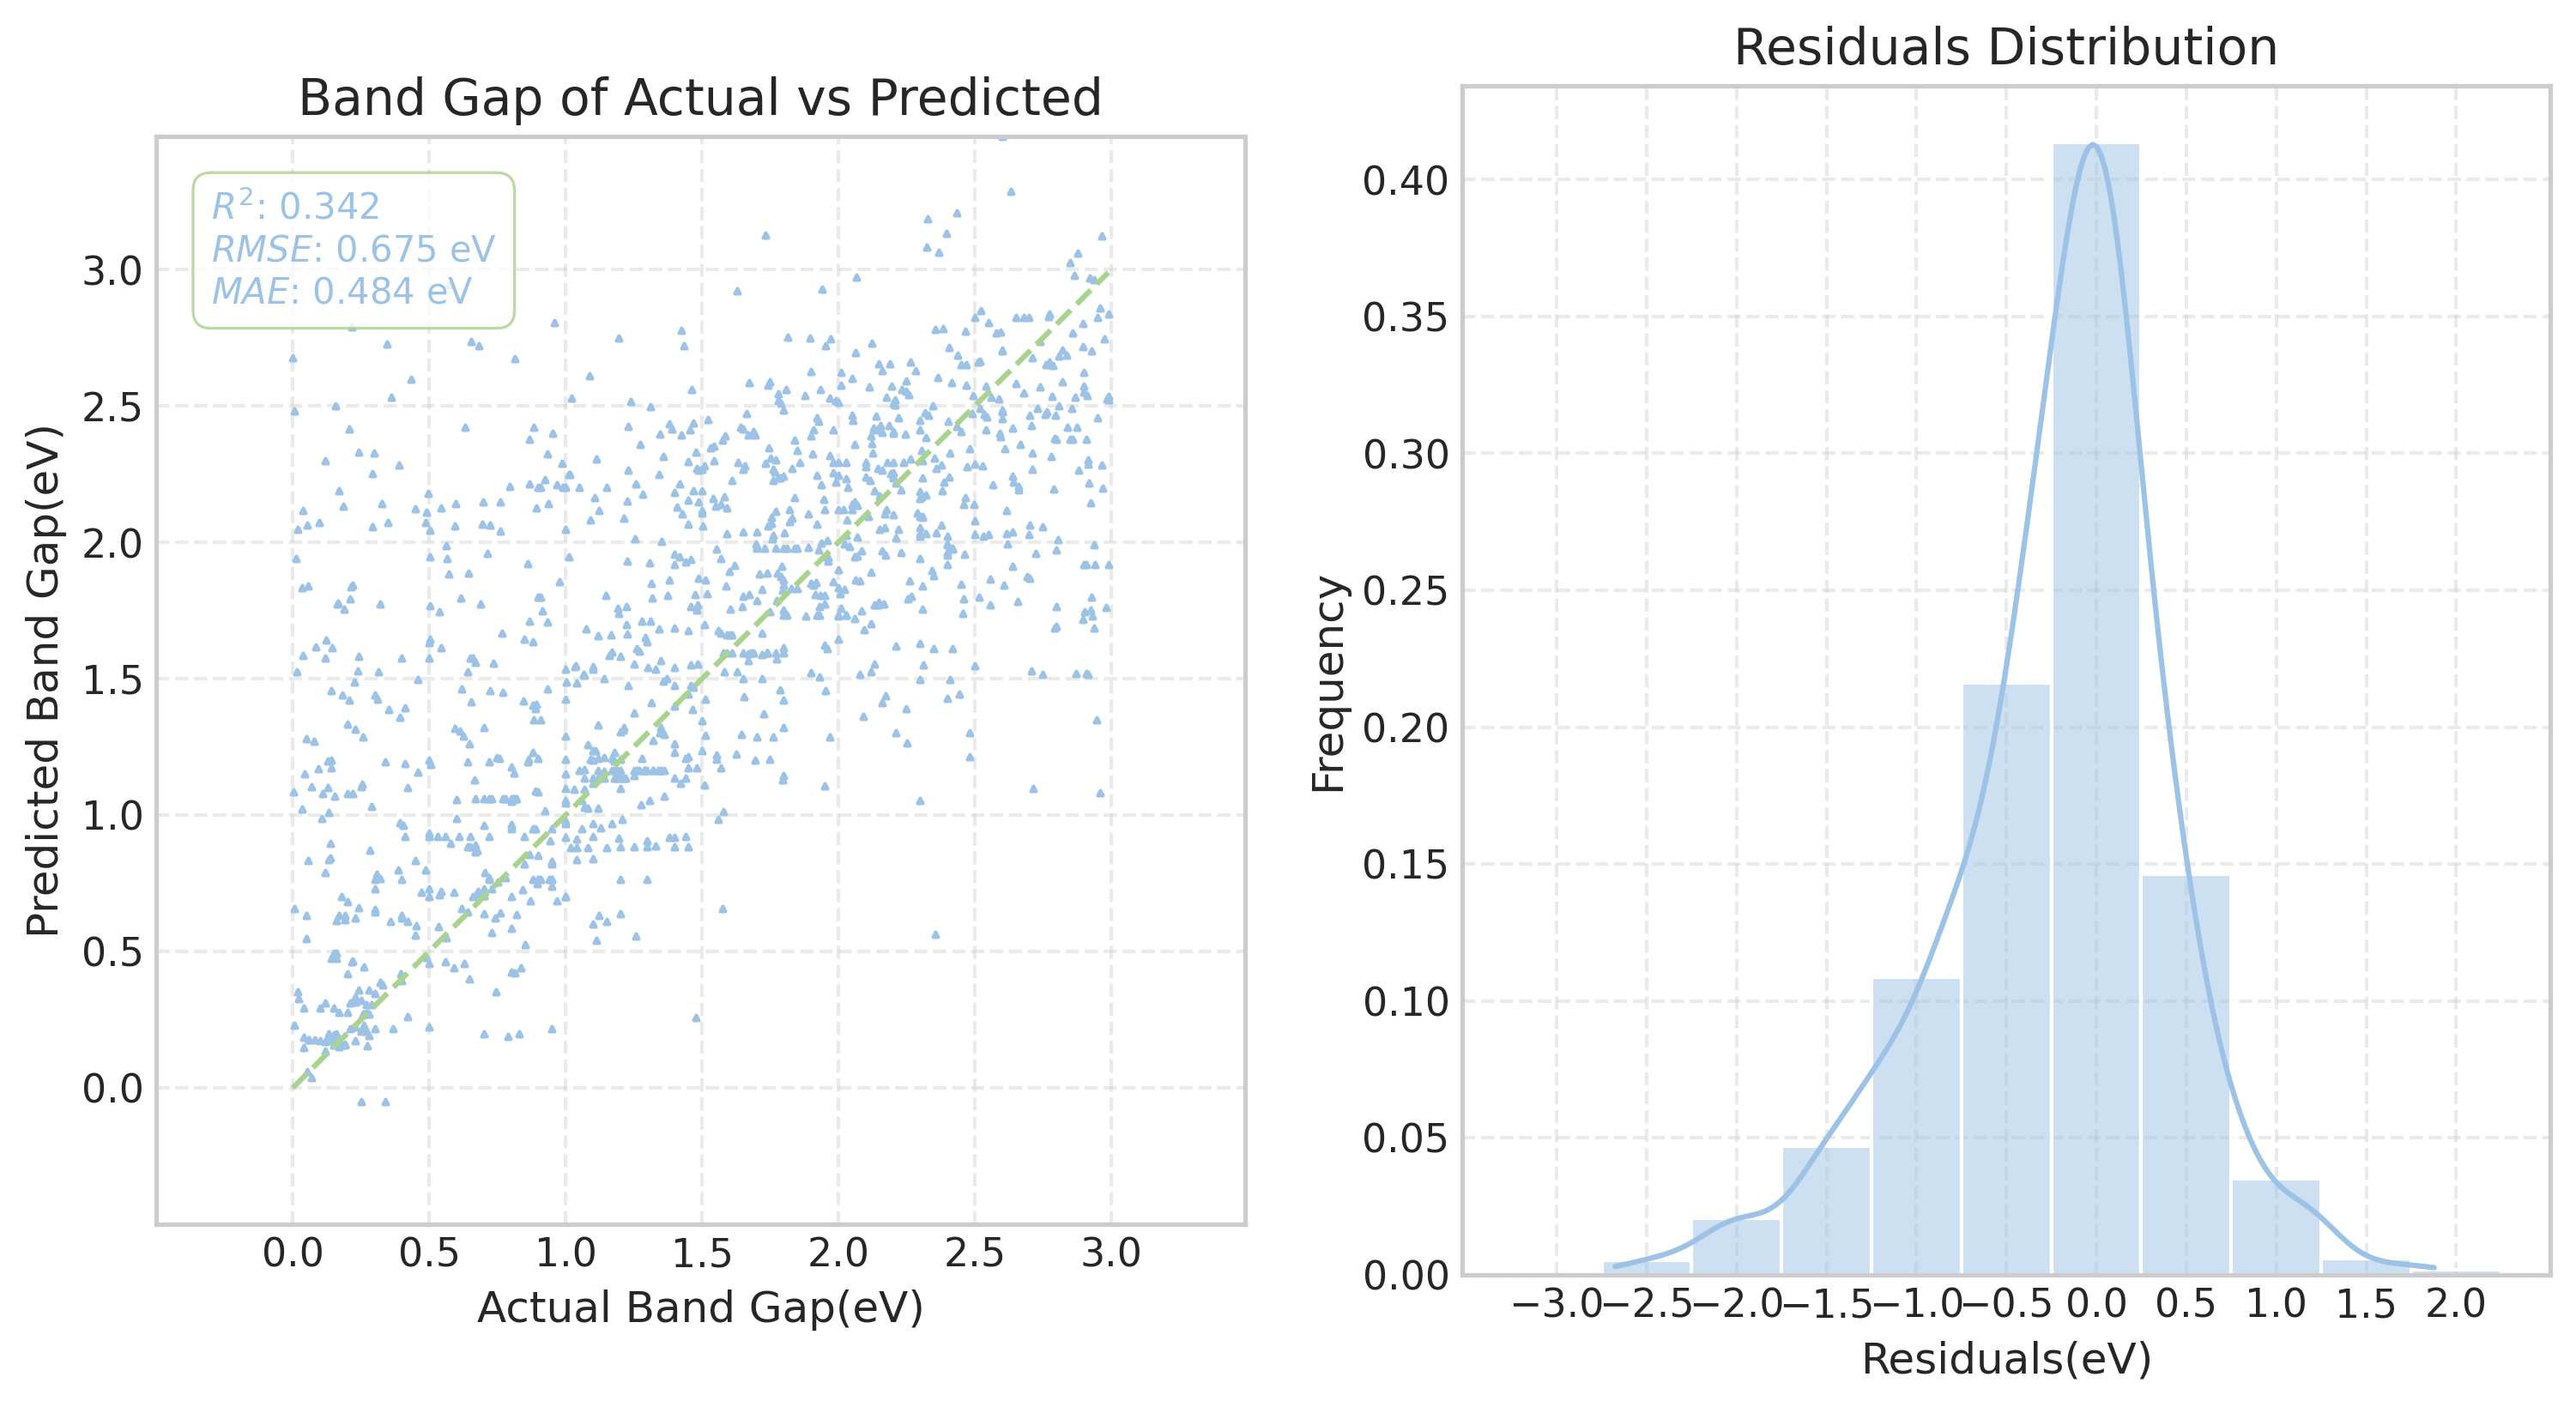 Band Gap of Actual vs Predicted
R²: 0.342
RMSE: 0.675 eV
MAE: 0.484 eV
Predicted Band Gap(eV)
3.0
2.5
2.0
1.5
1.0
0.5
0.0
0.0 0.5 1.0 1.5 2.0 2.5 3.0
Actual Band Gap(eV)
Residuals Distribution
Frequency
0.40
0.35
0.30
0.25
0.20
0.15
0.10
0.05
0.00
−3.0 −2.5 −2.0 −1.5 −1.0 −0.5 0.0 0.5 1.0 1.5 2.0
Residuals(eV)